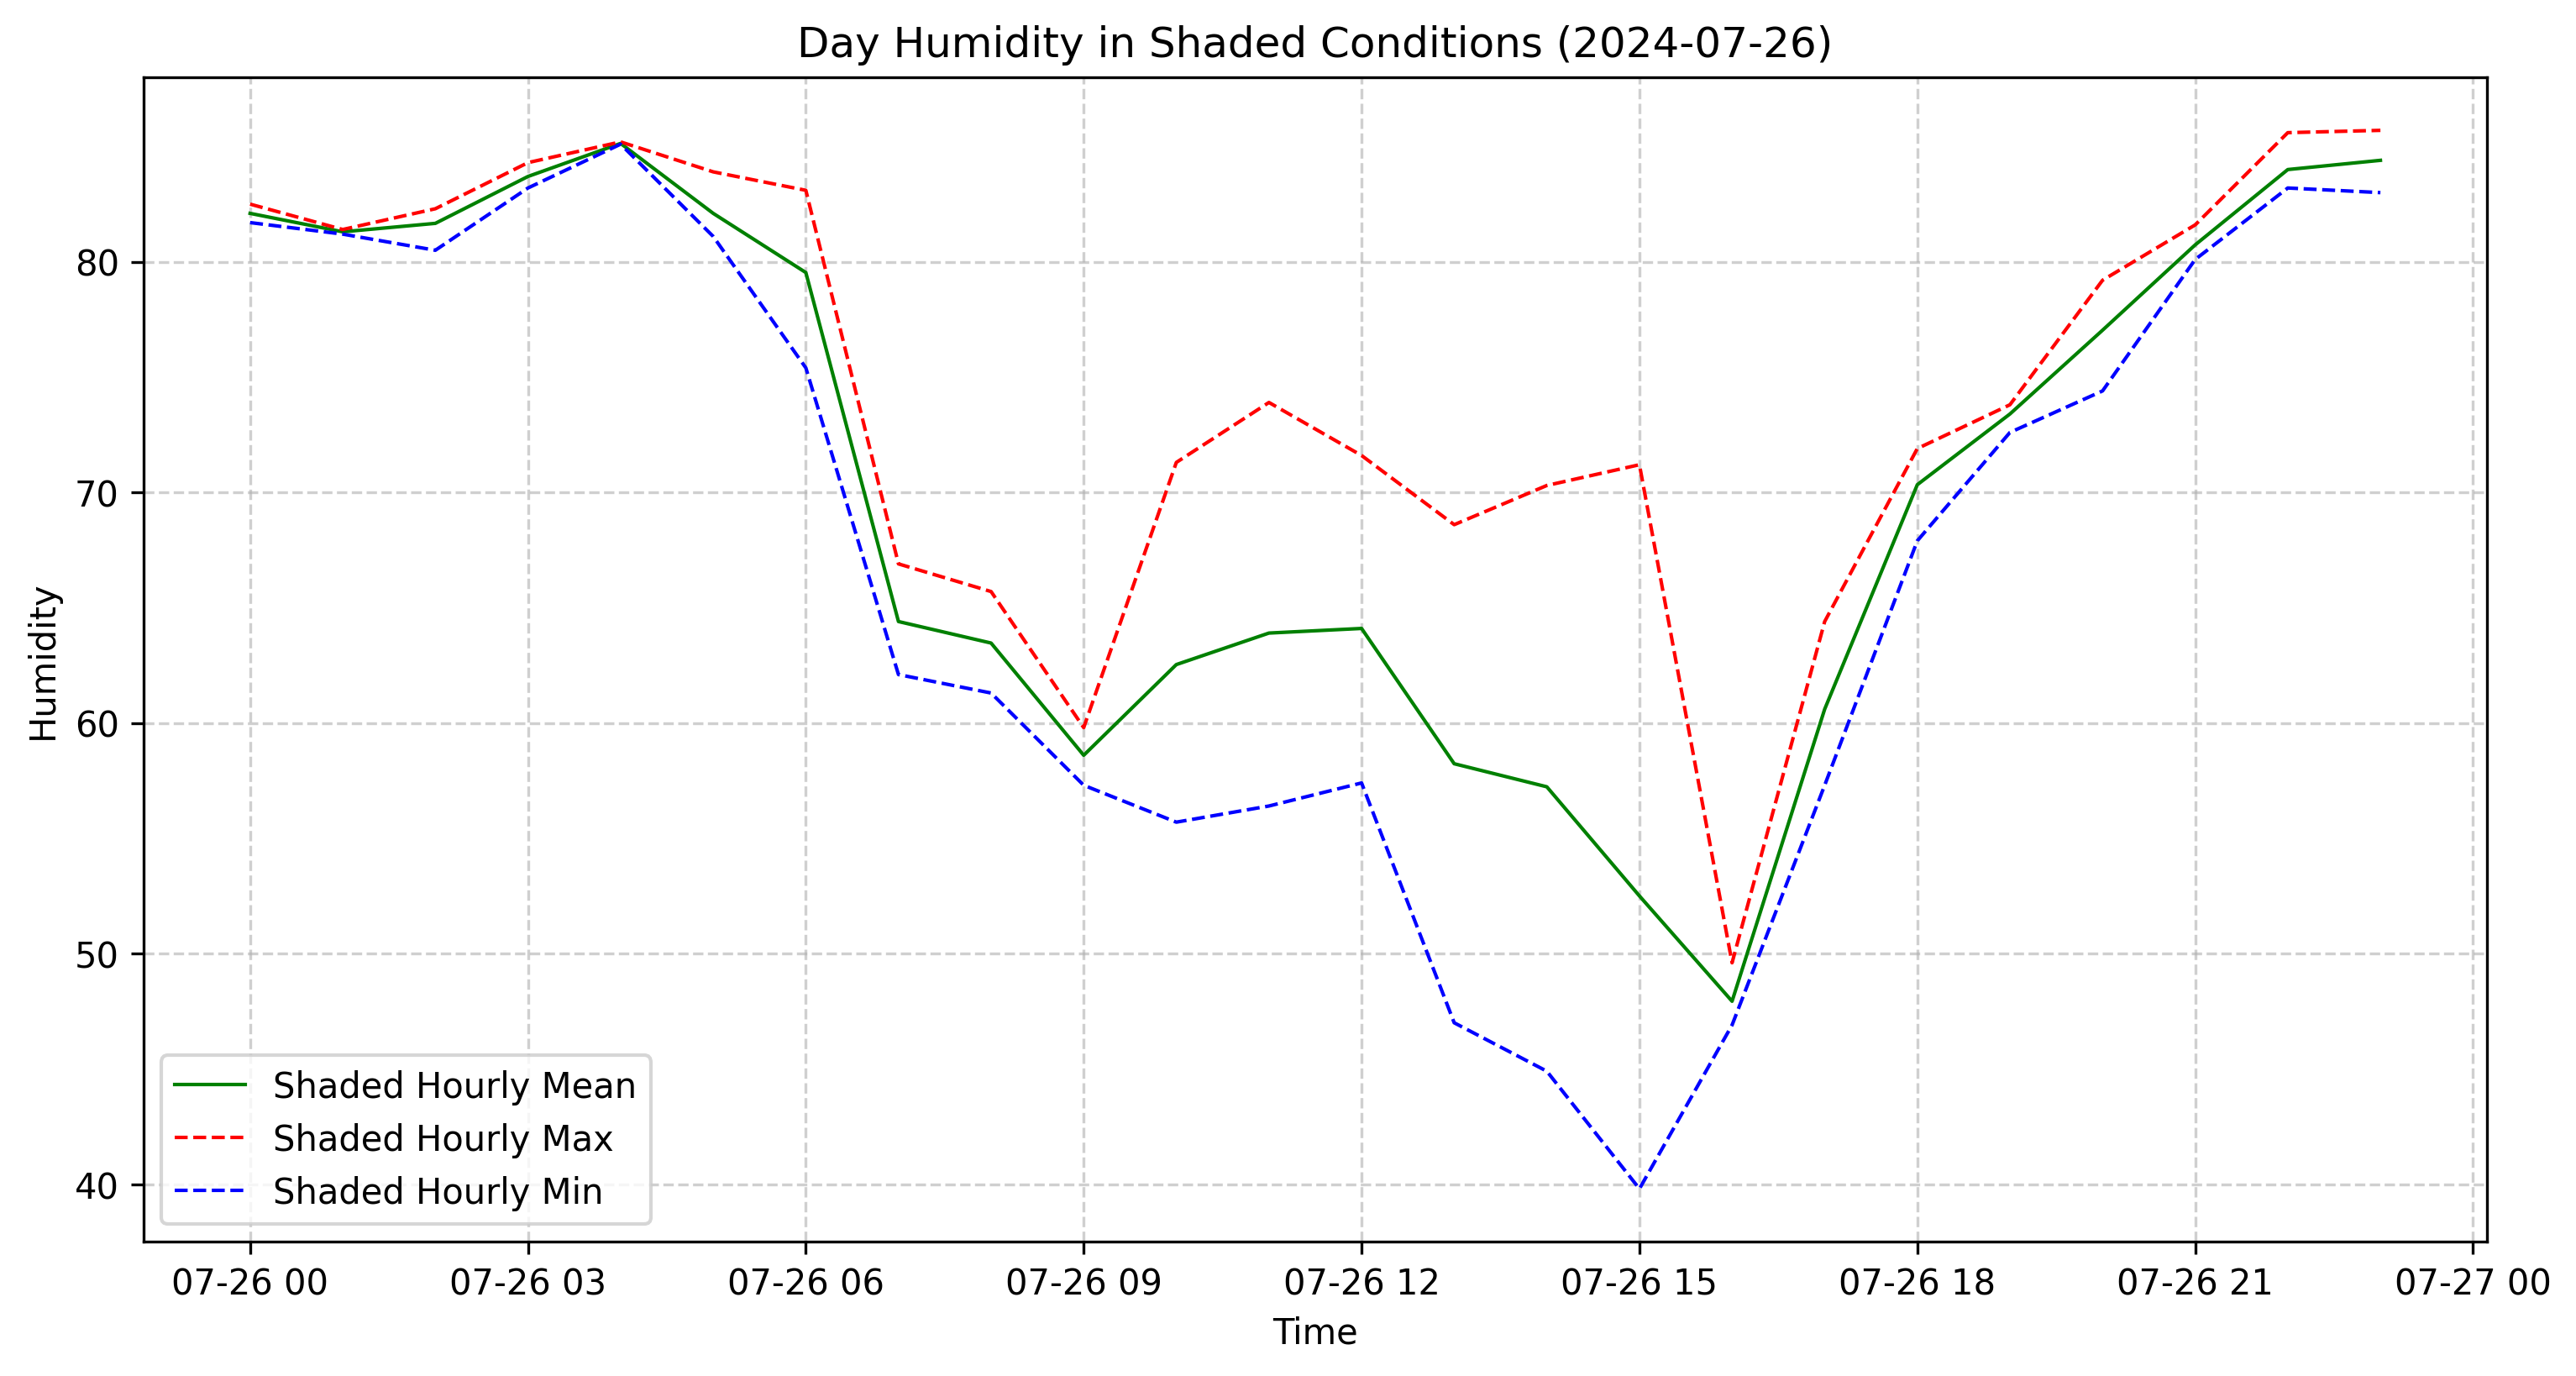 Day Humidity in Shaded Conditions (2024-07-26)
Humidity
80
70
60
50
40
Shaded Hourly Mean
Shaded Hourly Max
Shaded Hourly Min
07-26 00 07-26 03 07-26 06 07-26 09 07-26 12 07-26 15 07-26 18 07-26 21 07-27 00
Time